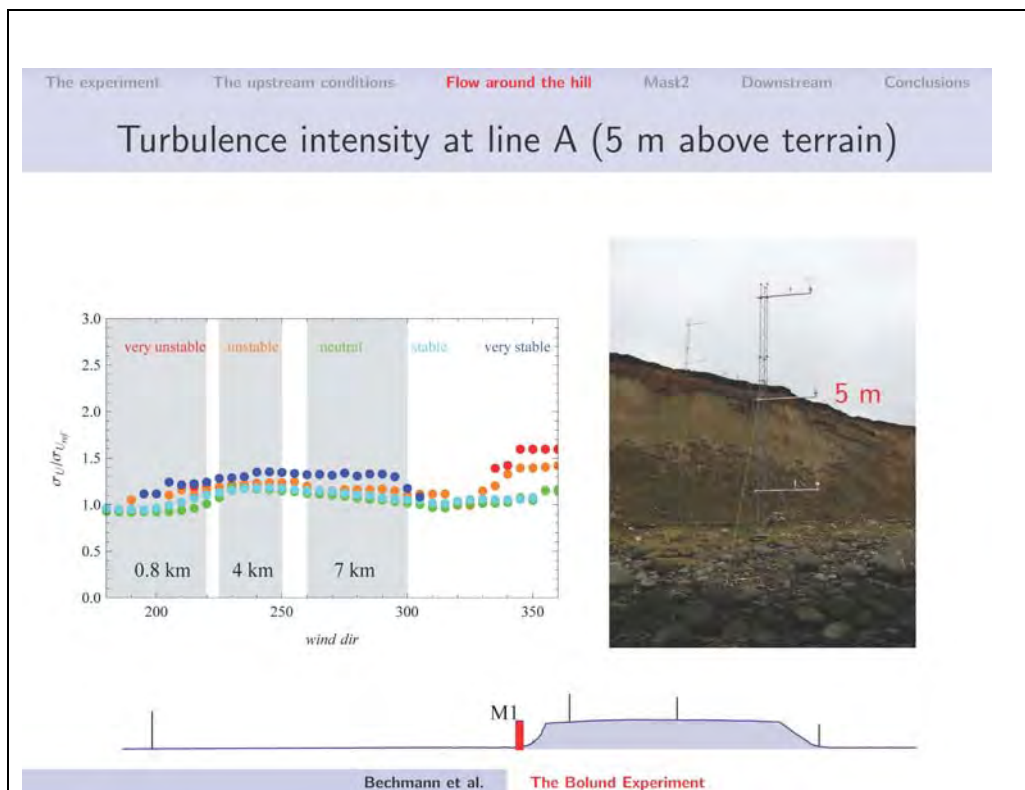 The experiment The upstream conditions Flow around the hill Mast2 Downstream Conclusions
Turbulence intensity at line A (5 m above terrain)
3.0
very unstable unstable neutral stable very stable
2.5
2.0
σU/σUref
1.5
1.0
0.5
0.8 km 4 km 7 km
0.0
200 250 300 350
wind dir
5 m
M1
Bechmann et al. The Bolund Experiment